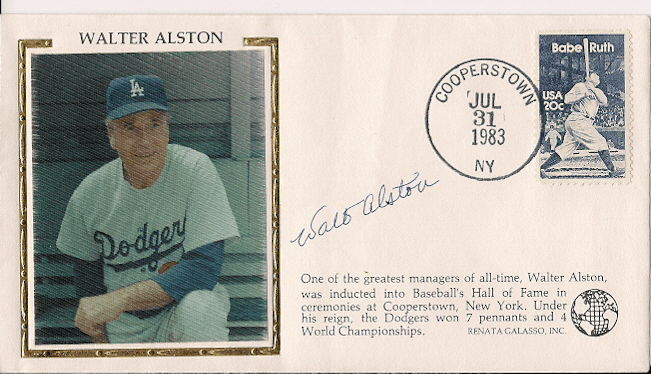 WALTER ALSTON
LA
Dodgers
COOPERSTOWN
JUL
31
1983
NY
Babe Ruth
USA
20c
Walt Alston
One of the greatest managers of all-time, Walter Alston,
was inducted into Baseball's Hall of Fame in
ceremonies at Cooperstown, New York. Under
his reign, the Dodgers won 7 pennants and 4
World Championships.
RENATA GALASSO, INC.